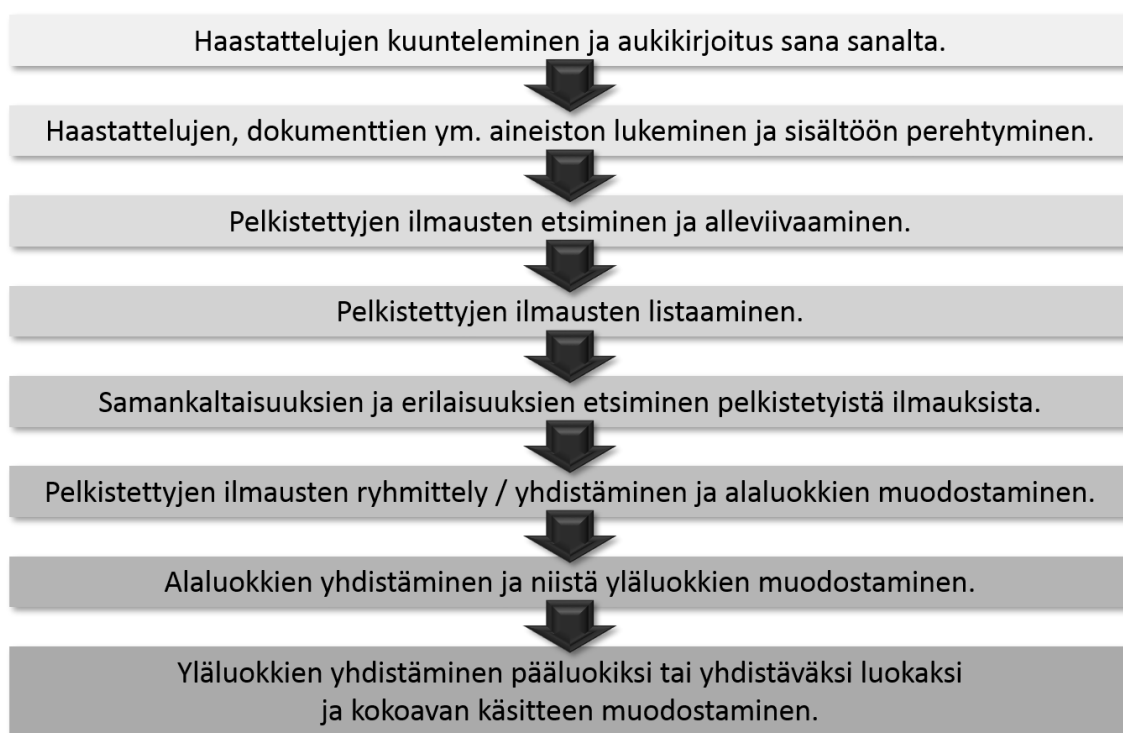 Haastattelujen kuunteleminen ja aukikirjoitus sana sanalta.
Haastattelujen, dokumenttien ym. aineiston lukeminen ja sisältöön perehtyminen.
Pelkistettyjen ilmausten etsiminen ja alleviivaaminen.
Pelkistettyjen ilmausten listaaminen.
Samankaltaisuuksien ja erilaisuuksien etsiminen pelkistetyistä ilmauksista.
Pelkistettyjen ilmausten ryhmittely / yhdistäminen ja alaluokkien muodostaminen.
Alaluokkien yhdistäminen ja niistä yläluokkien muodostaminen.
Yläluokkien yhdistäminen pääluokiksi tai yhdistäväksi luokaksi
ja kokoavan käsitteen muodostaminen.